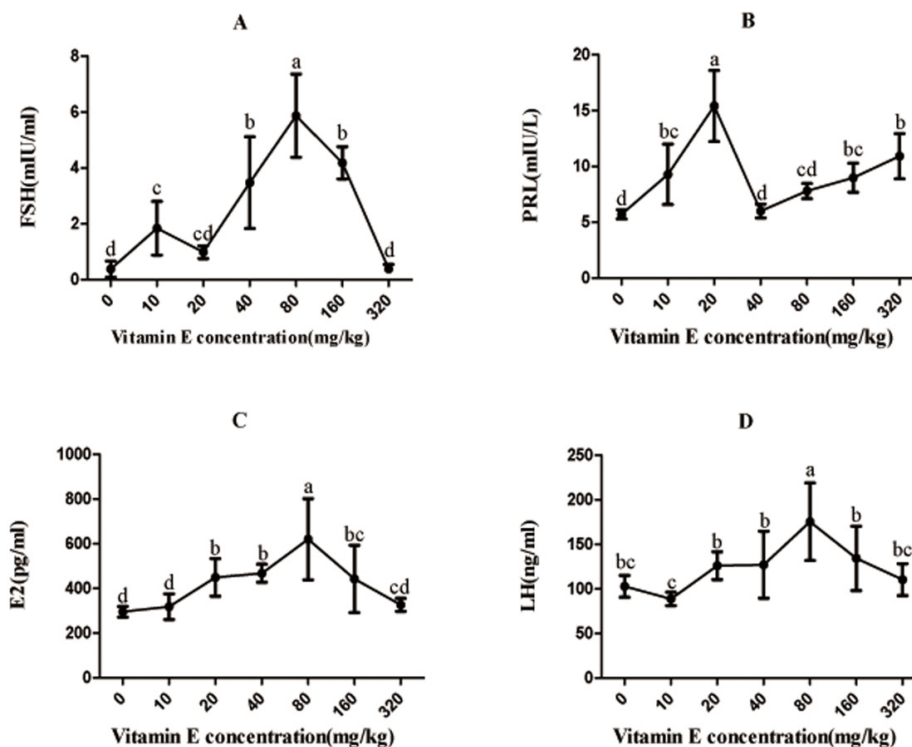 A
FSH(mIU/ml)
8
6
4
2
0
d
c
cd
b
a
b
d
0 10 20 40 80 160 320
Vitamin E concentration(mg/kg)
B
PRL(mIU/L)
20
15
10
5
0
d
bc
a
d
cd
bc
b
0 10 20 40 80 160 320
Vitamin E concentration(mg/kg)
C
E2(pg/ml)
1000
800
600
400
200
0
d
d
b
b
a
bc
cd
0 10 20 40 80 160 320
Vitamin E concentration(mg/kg)
D
LH(ng/ml)
250
200
150
100
50
0
bc
c
b
b
a
b
bc
0 10 20 40 80 160 320
Vitamin E concentration(mg/kg)